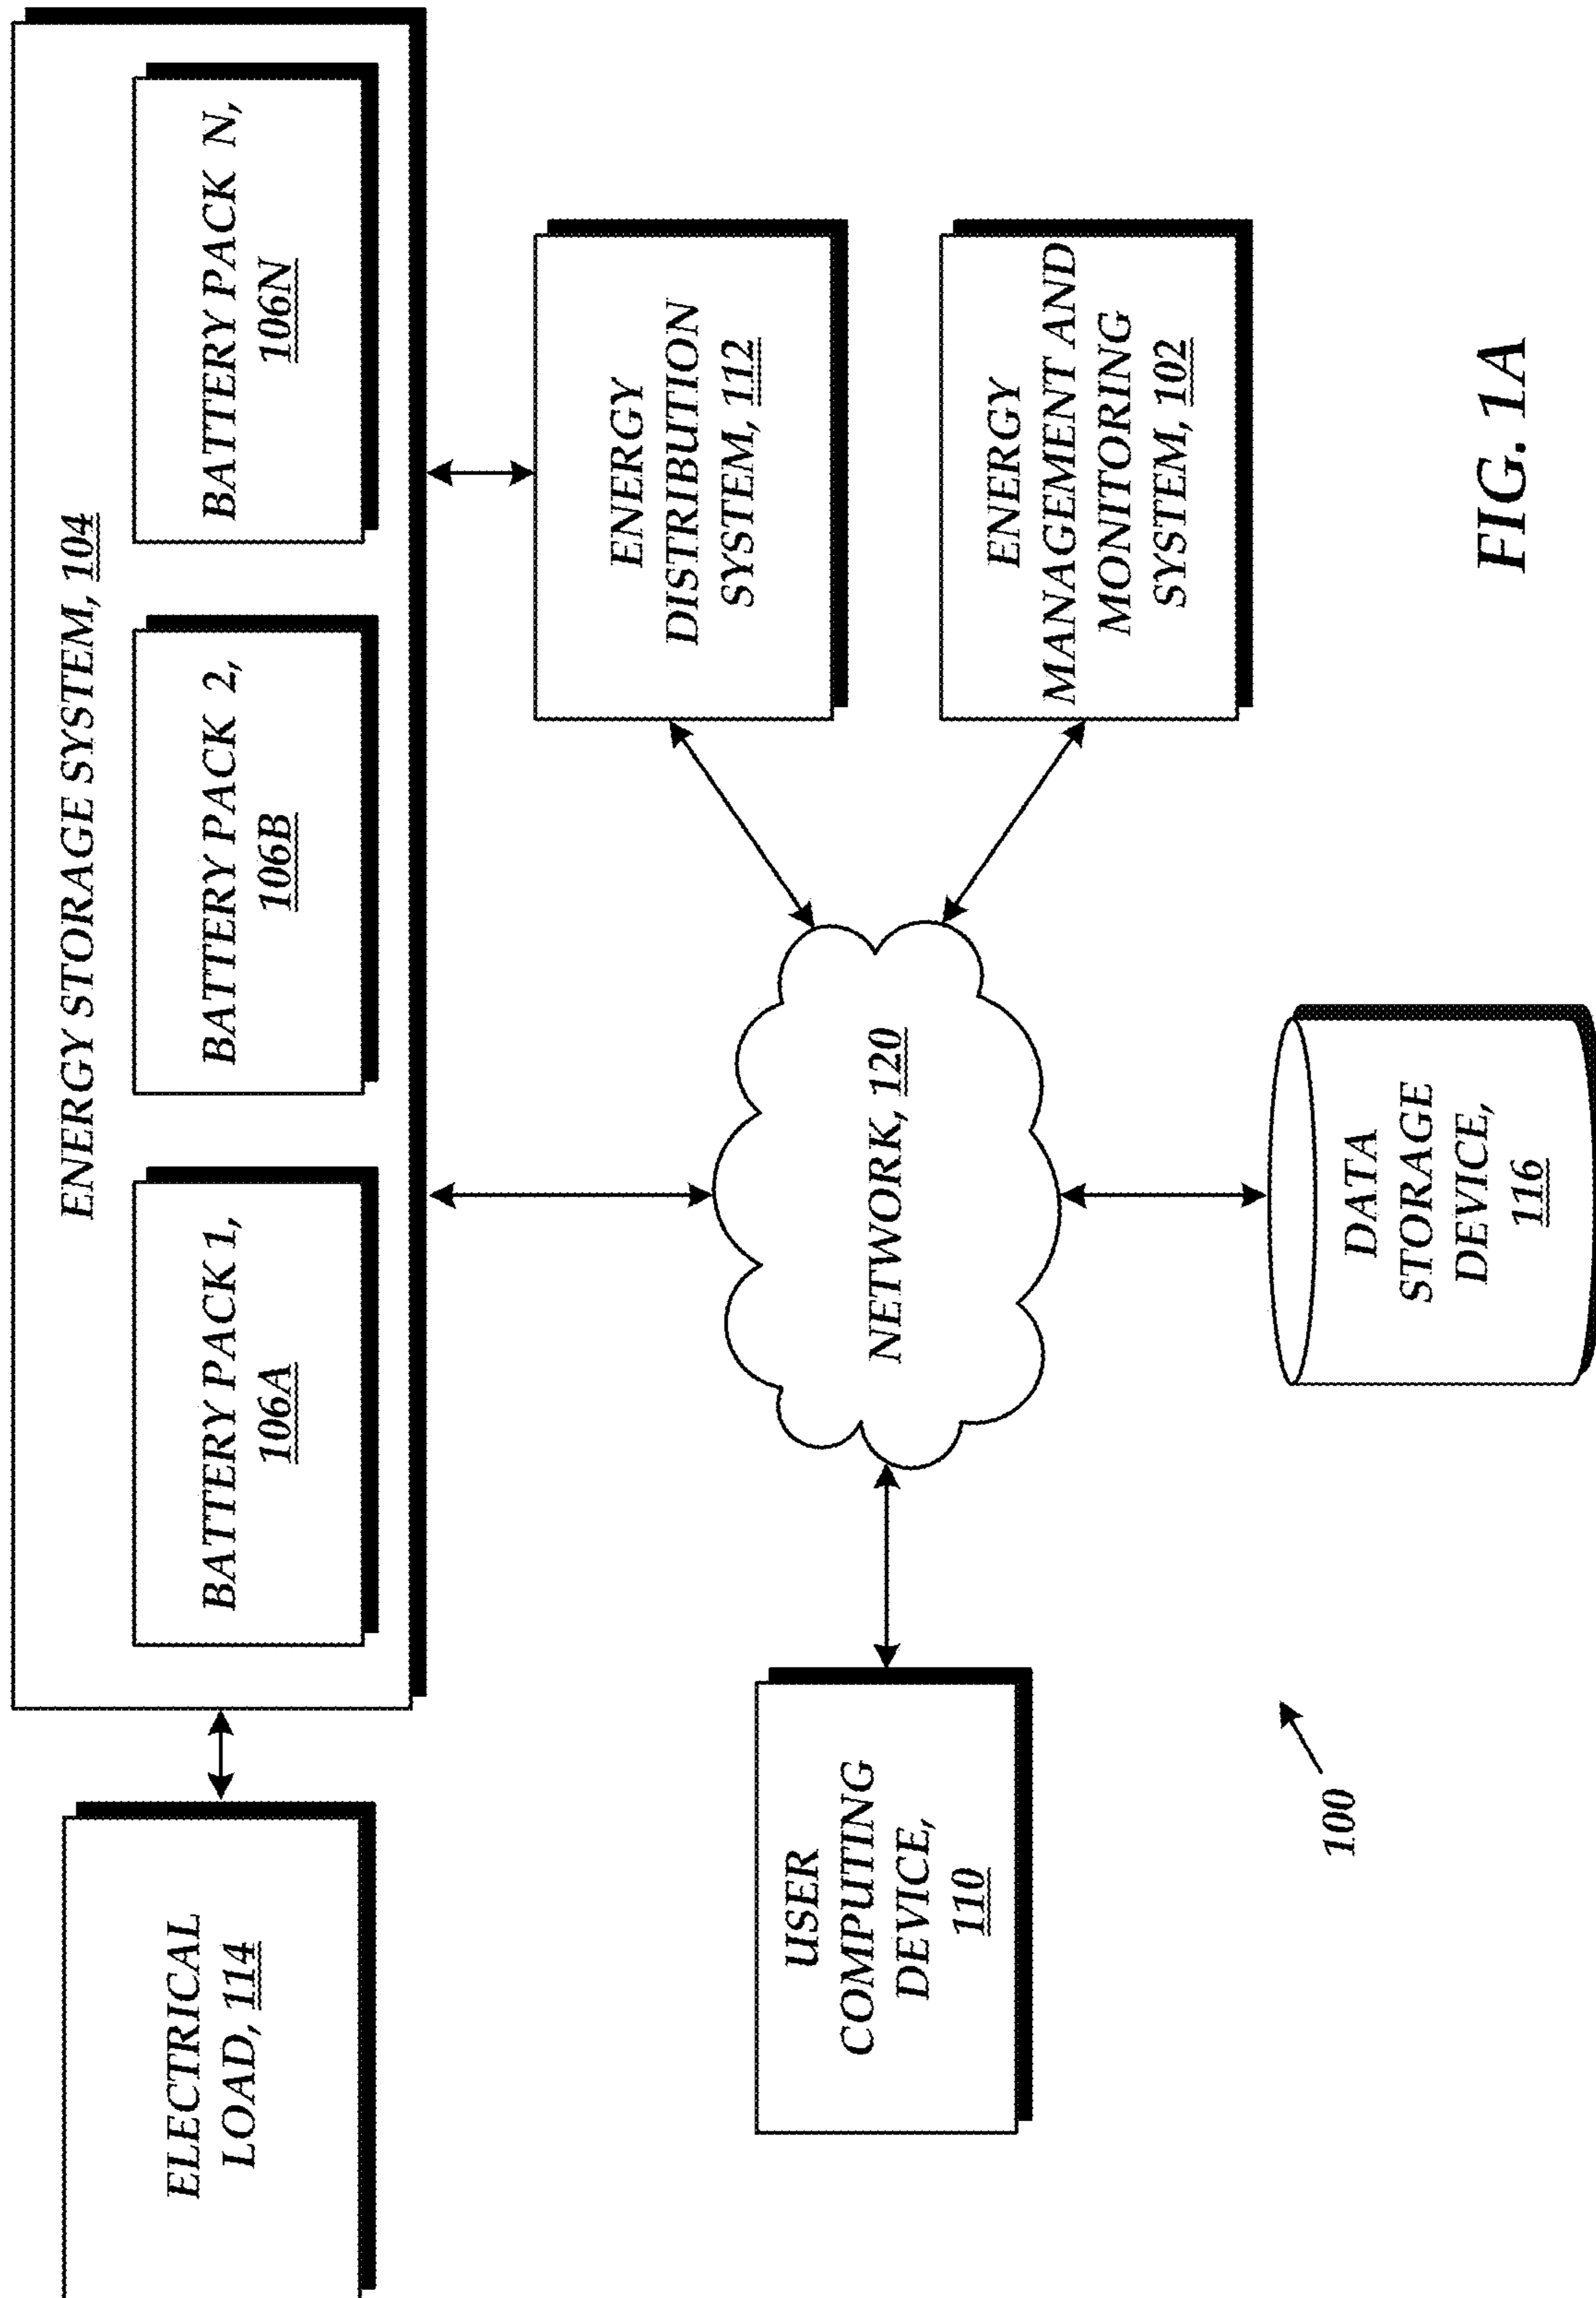 ENERGY STORAGE SYSTEM, 104
ELECTRICAL
LOAD, 114
BATTERY PACK 1,
106A
BATTERY PACK 2,
106B
BATTERY PACK N,
106N
USER
COMPUTING
DEVICE,
110
NETWORK, 120
ENERGY
DISTRIBUTION
SYSTEM, 112
ENERGY
MANAGEMENT AND
MONITORING
SYSTEM, 102
DATA
STORAGE
DEVICE,
116
100
FIG. 1A